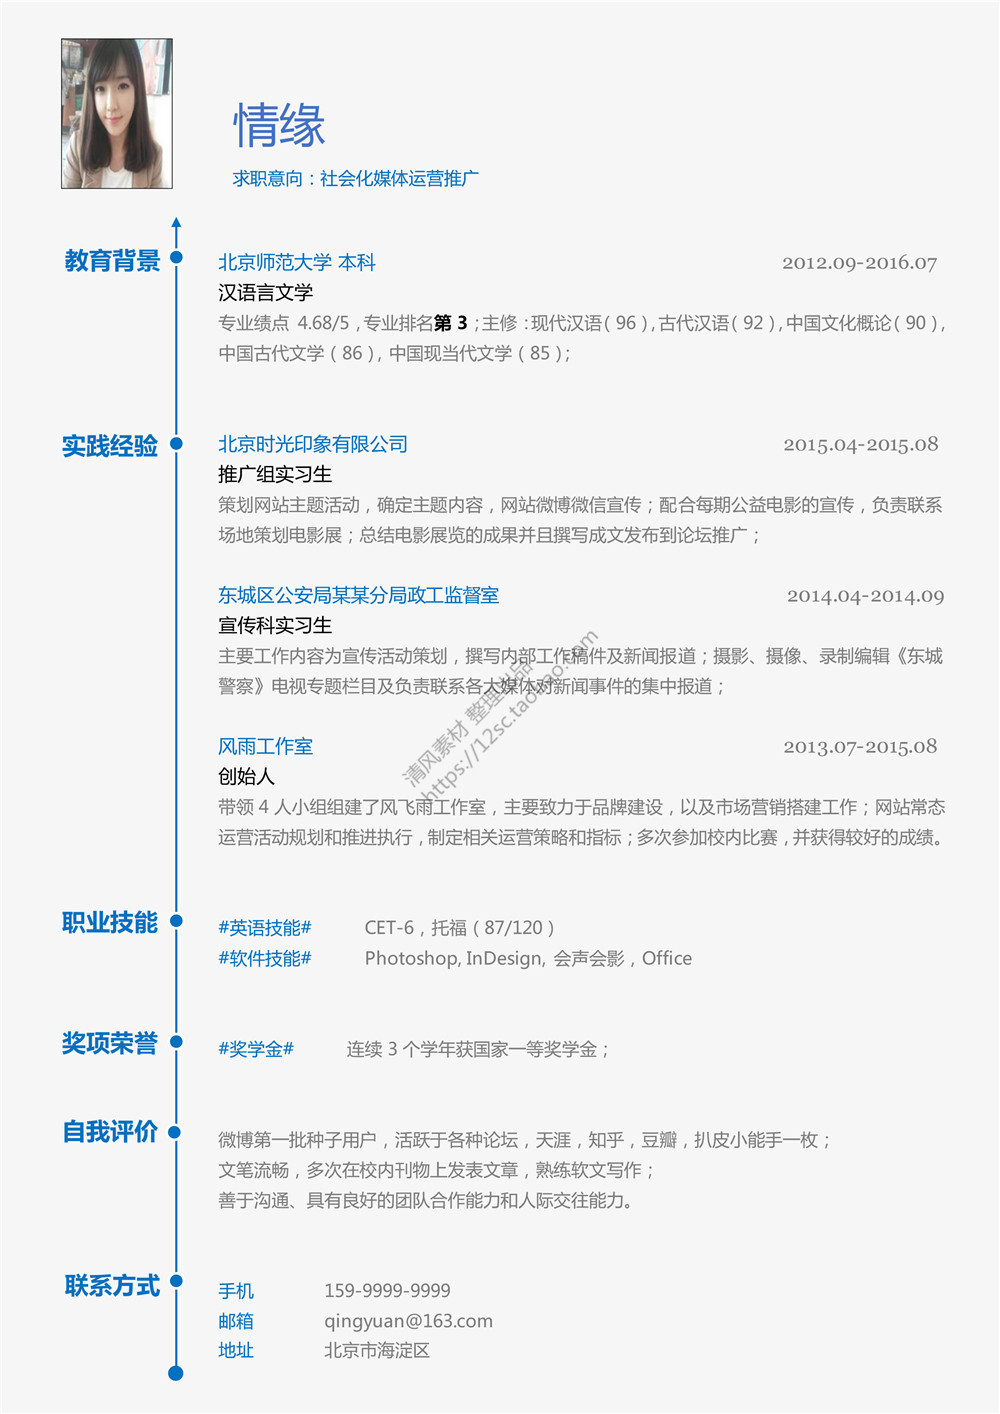 情缘
求职意向：社会化媒体运营推广
教育背景
北京师范大学 本科 2012.09-2016.07
汉语言文学
专业绩点 4.68/5，专业排名第 3；主修：现代汉语（96），古代汉语（92），中国文化概论（90），
中国古代文学（86），中国现当代文学（85）；
实践经验
北京时光印象有限公司 2015.04-2015.08
推广组实习生
策划网站主题活动，确定主题内容，网站微博微信宣传；配合每期公益电影的宣传，负责联系
场地策划电影展；总结电影展览的成果并且撰写成文发布到论坛推广；
东城区公安局某某分局政工监督室 2014.04-2014.09
宣传科实习生
主要工作内容为宣传活动策划，撰写内部工作稿件及新闻报道；摄影、摄像、录制编辑《东城
警察》电视专题栏目及负责联系各大媒体对新闻事件的集中报道；
清风素材 整理出品
https://12sc.taobao.com
风雨工作室 2013.07-2015.08
创始人
带领 4 人小组组建了风飞雨工作室，主要致力于品牌建设，以及市场营销搭建工作；网站常态
运营活动规划和推进执行，制定相关运营策略和指标；多次参加校内比赛，并获得较好的成绩。
职业技能
#英语技能# CET-6，托福（87/120）
#软件技能# Photoshop, InDesign, 会声会影，Office
奖项荣誉
#奖学金# 连续 3 个学年获国家一等奖学金；
自我评价
微博第一批种子用户，活跃于各种论坛，天涯，知乎，豆瓣，扒皮小能手一枚；
文笔流畅，多次在校内刊物上发表文章，熟练软文写作；
善于沟通、具有良好的团队合作能力和人际交往能力。
联系方式
手机 159-9999-9999
邮箱 qingyuan@163.com
地址 北京市海淀区